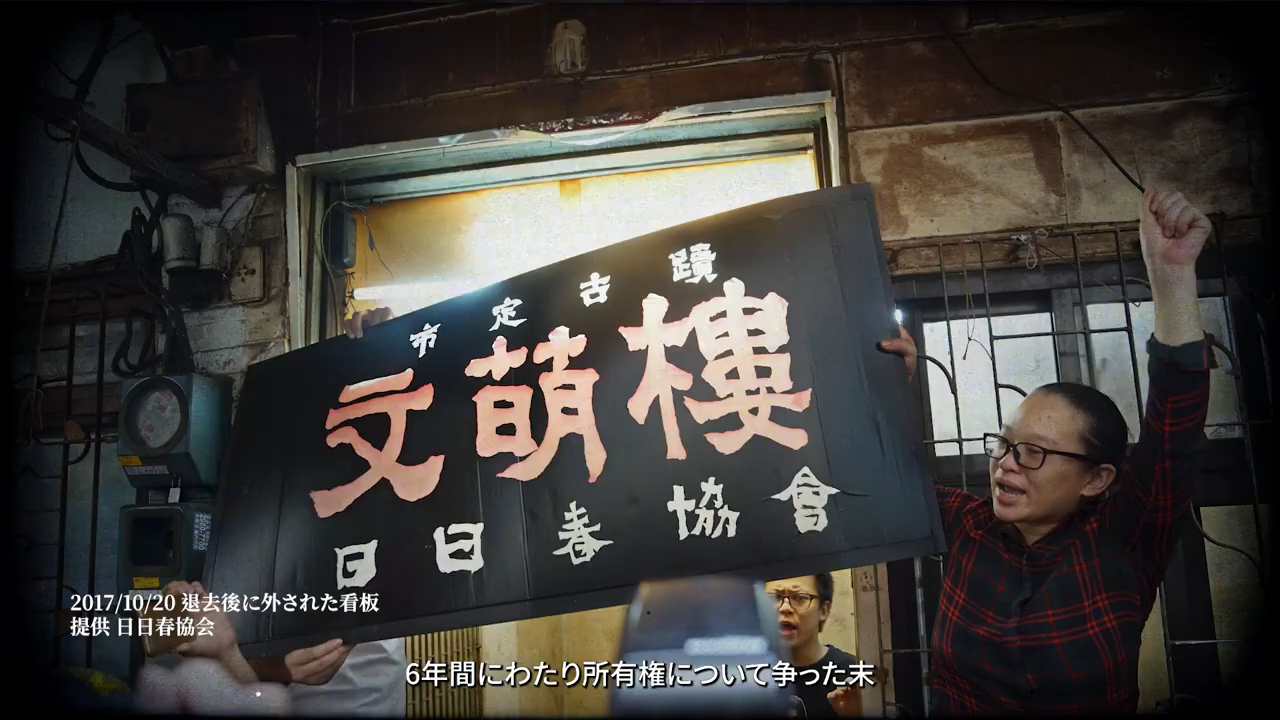 市定古蹟
文萌樓
日日春協會
2017/10/20 退去後に外された看板
提供 日日春協会
6年間にわたり所有権について争った末